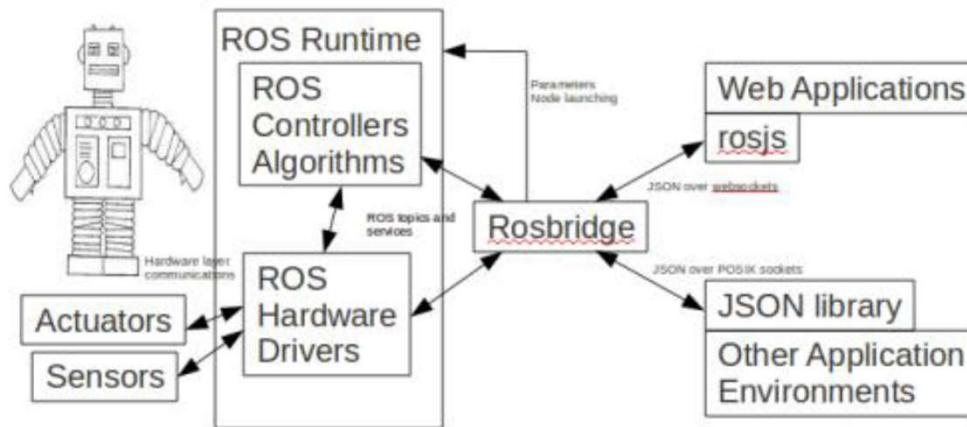 ROS Runtime
ROS
Controllers
Algorithms
Parameters
Node launching
Web Applications
rosjs
JSON over websockets
ROS topics and
services
Rosbridge
Hardware layer
communications
ROS
Hardware
Drivers
JSON over POSIX sockets
JSON library
Other Application
Environments
Actuators
Sensors